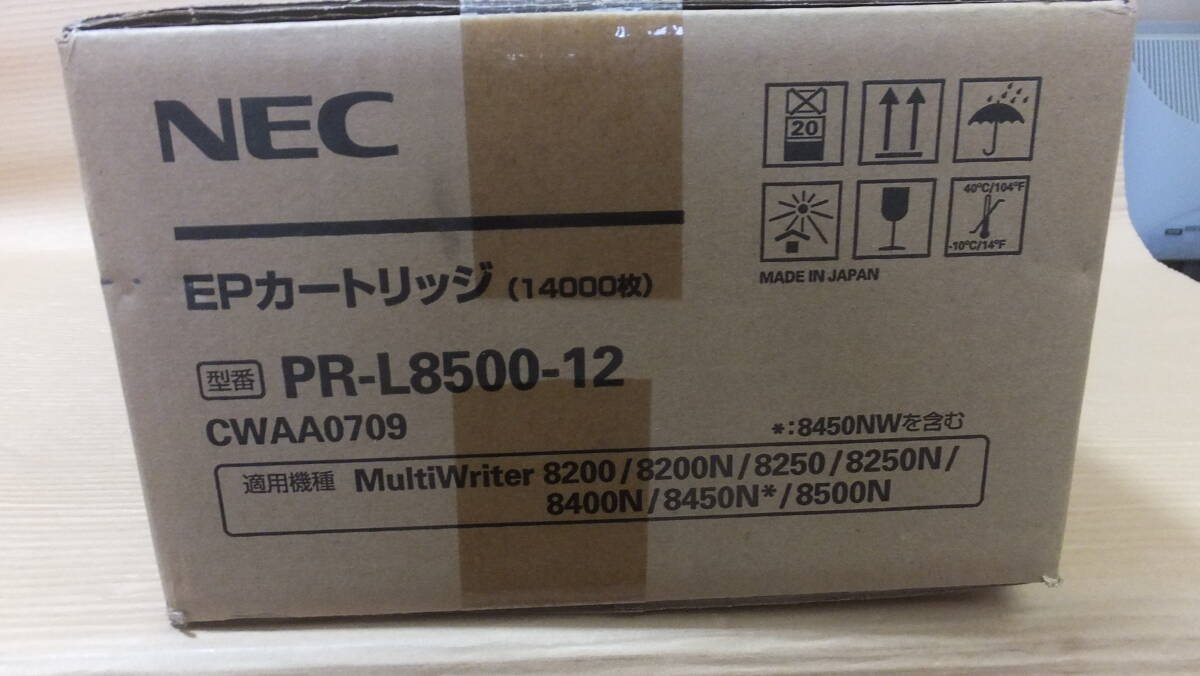 NEC
EPカートリッジ（14000枚）
型番 PR-L8500-12
CWAA0709
20
40°C/104°F
-10°C/14°F
MADE IN JAPAN
*:8450NWを含む
適用機種 MultiWriter 8200/8200N/8250/8250N/
8400N/8450N*/8500N